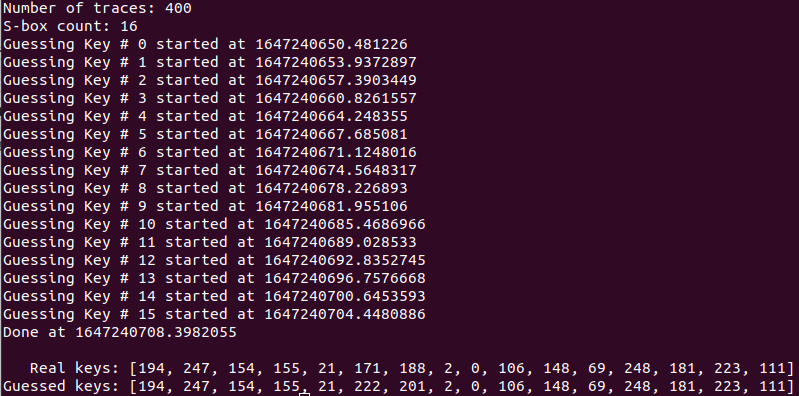 Number of traces: 400
S-box count: 16
Guessing Key # 0 started at 1647240650.481226
Guessing Key # 1 started at 1647240653.9372897
Guessing Key # 2 started at 1647240657.3903449
Guessing Key # 3 started at 1647240660.8261557
Guessing Key # 4 started at 1647240664.248355
Guessing Key # 5 started at 1647240667.685081
Guessing Key # 6 started at 1647240671.1248016
Guessing Key # 7 started at 1647240674.5648317
Guessing Key # 8 started at 1647240678.226893
Guessing Key # 9 started at 1647240681.955106
Guessing Key # 10 started at 1647240685.4686966
Guessing Key # 11 started at 1647240689.028533
Guessing Key # 12 started at 1647240692.8352745
Guessing Key # 13 started at 1647240696.7576668
Guessing Key # 14 started at 1647240700.6453593
Guessing Key # 15 started at 1647240704.4480886
Done at 1647240708.3982055
Real keys: [194, 247, 154, 155, 21, 171, 188, 2, 0, 106, 148, 69, 248, 181, 223, 111]
Guessed keys: [194, 247, 154, 155, 21, 222, 201, 2, 0, 106, 148, 69, 248, 181, 223, 111]